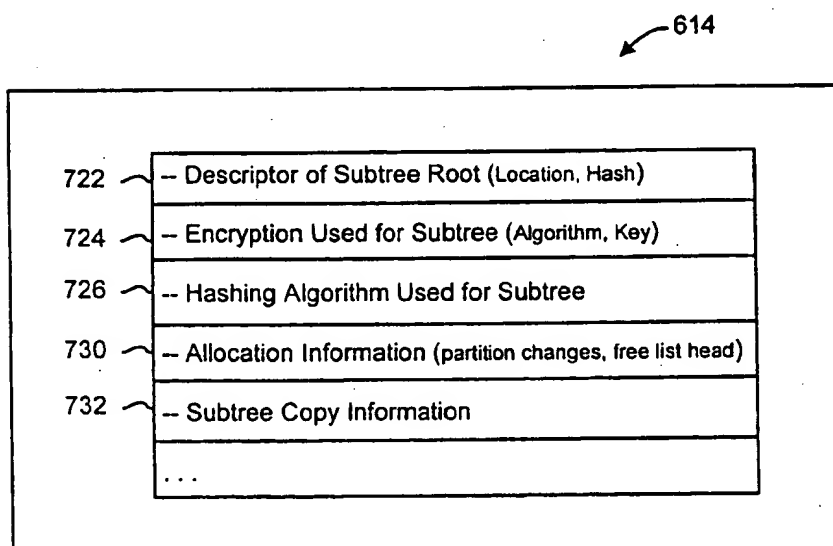 614
722 -- Descriptor of Subtree Root (Location, Hash)
724 -- Encryption Used for Subtree (Algorithm, Key)
726 -- Hashing Algorithm Used for Subtree
730 -- Allocation Information (partition changes, free list head)
732 -- Subtree Copy Information
...